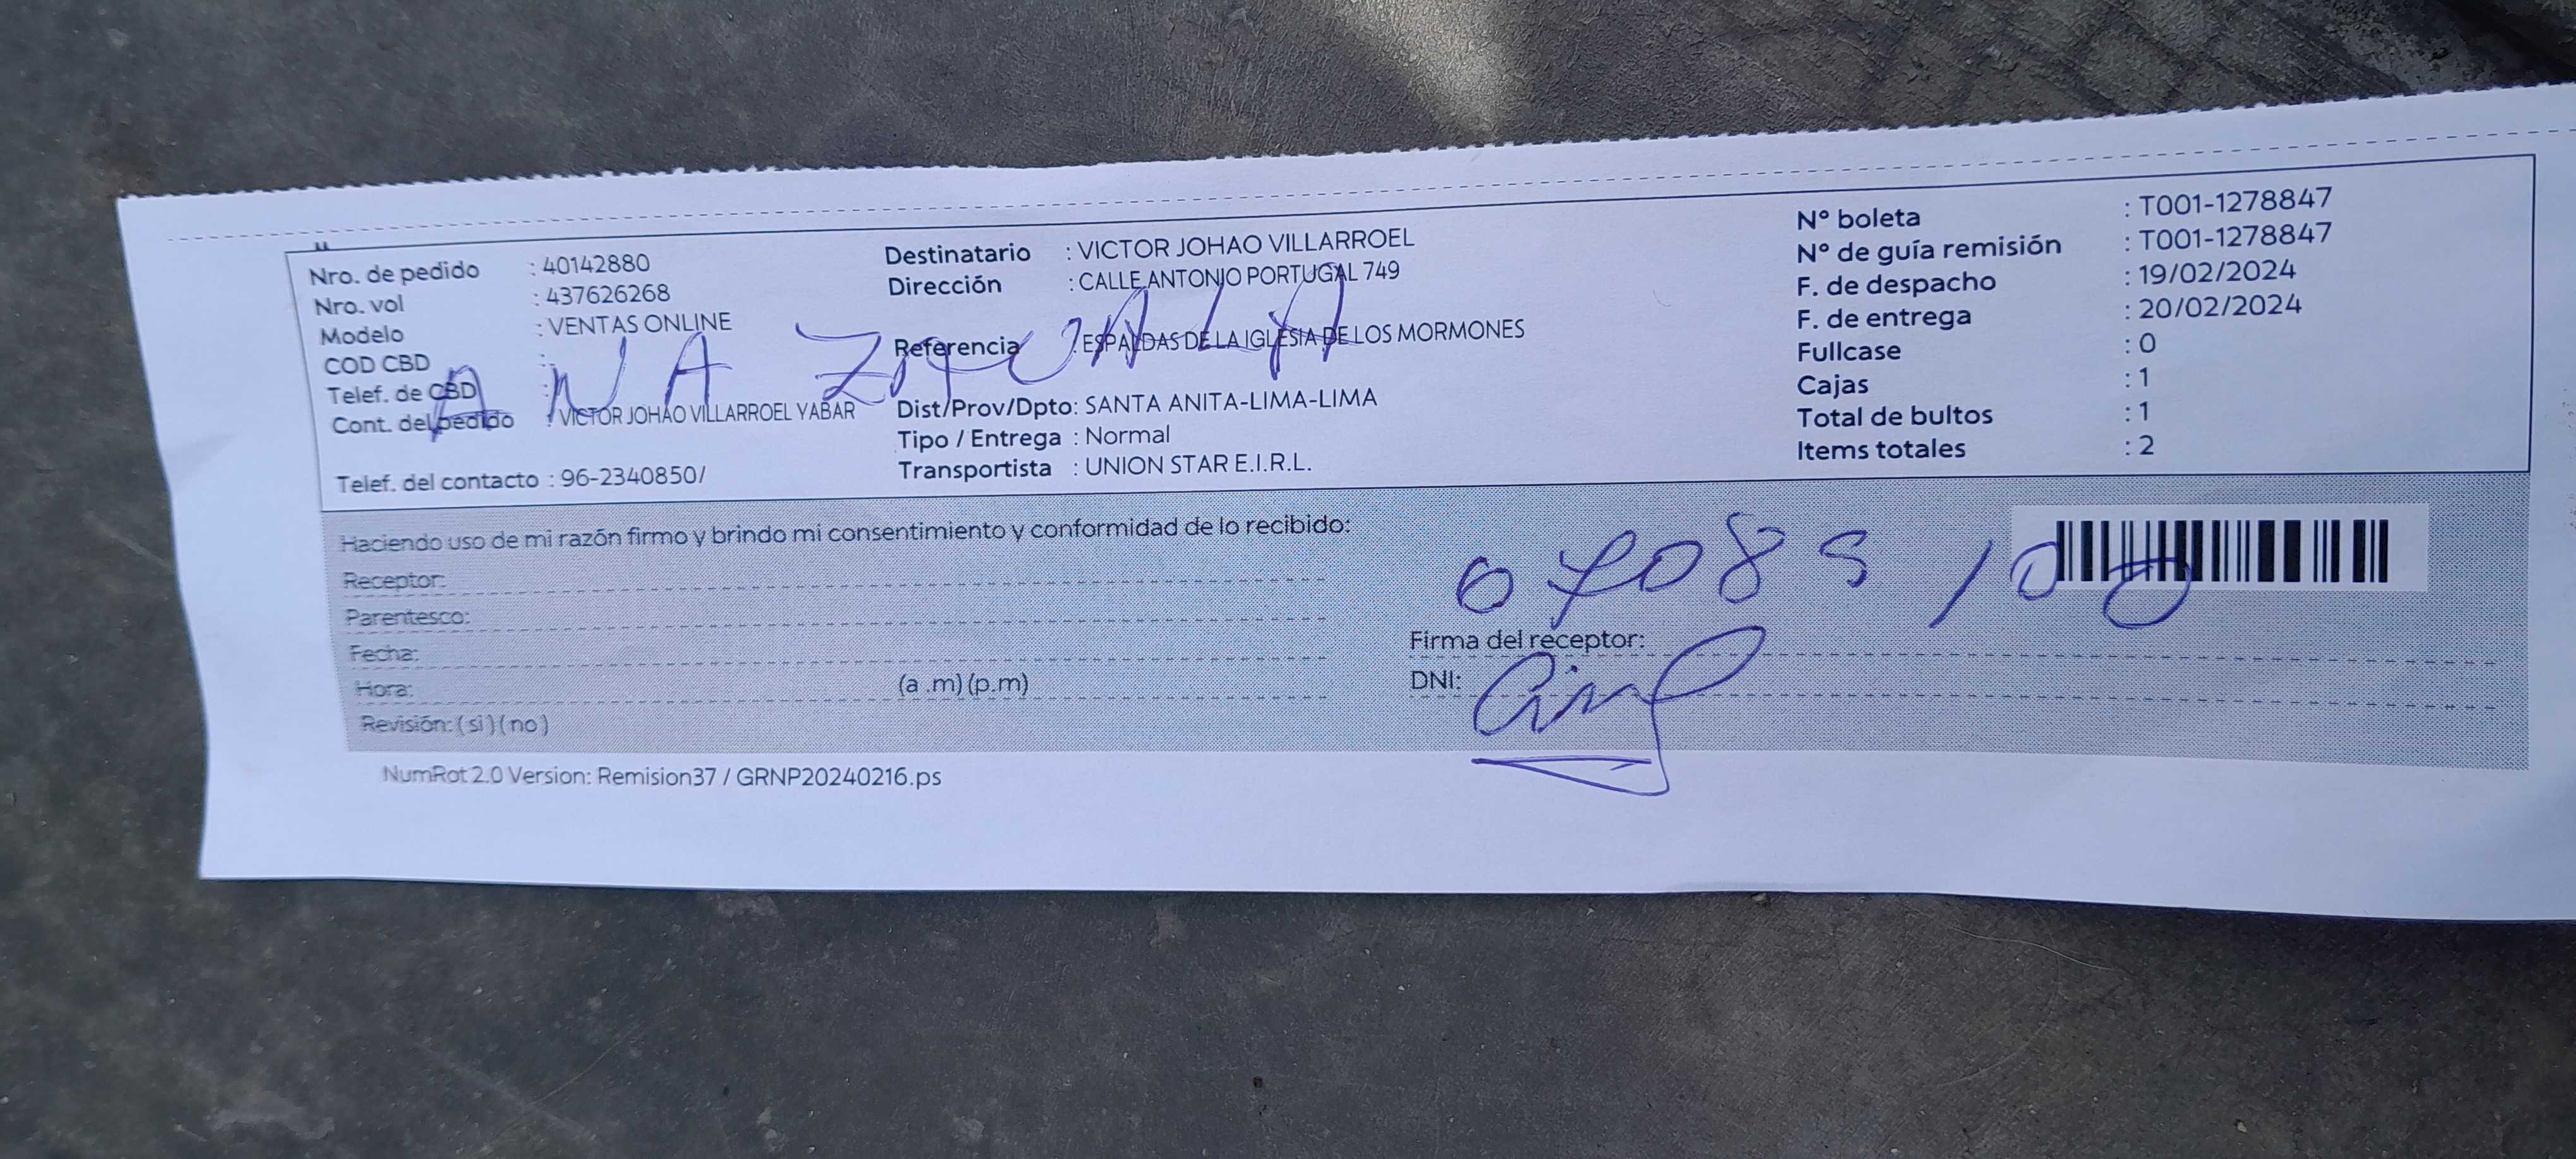 Nro. de pedido : 40142880
Nro. vol : 437626268
Modelo : VENTAS ONLINE
COD CBD :
Telef. de CBD :
Cont. del pedido : VICTOR JOHAO VILLARROEL YABAR
Telef. del contacto : 96-2340850/
Destinatario : VICTOR JOHAO VILLARROEL
Dirección : CALLE ANTONIO PORTUGAL 749
Referencia : ESPALDAS DE LA IGLESIA DE LOS MORMONES
Dist/Prov/Dpto: SANTA ANITA-LIMA-LIMA
Tipo / Entrega : Normal
Transportista : UNION STAR E.I.R.L.
N° boleta : T001-1278847
N° de guía remisión : T001-1278847
F. de despacho : 19/02/2024
F. de entrega : 20/02/2024
Fullcase : 0
Cajas : 1
Total de bultos : 1
Items totales : 2
ANA
Haciendo uso de mi razón firmo y brindo mi consentimiento y conformidad de lo recibido:
Receptor:
Parentesco:
Fecha:
Hora: (a .m) (p.m)
Revisión: ( si ) ( no )
Firma del receptor:
DNI:
NumRot 2.0 Version: Remision37 / GRNP20240216.ps